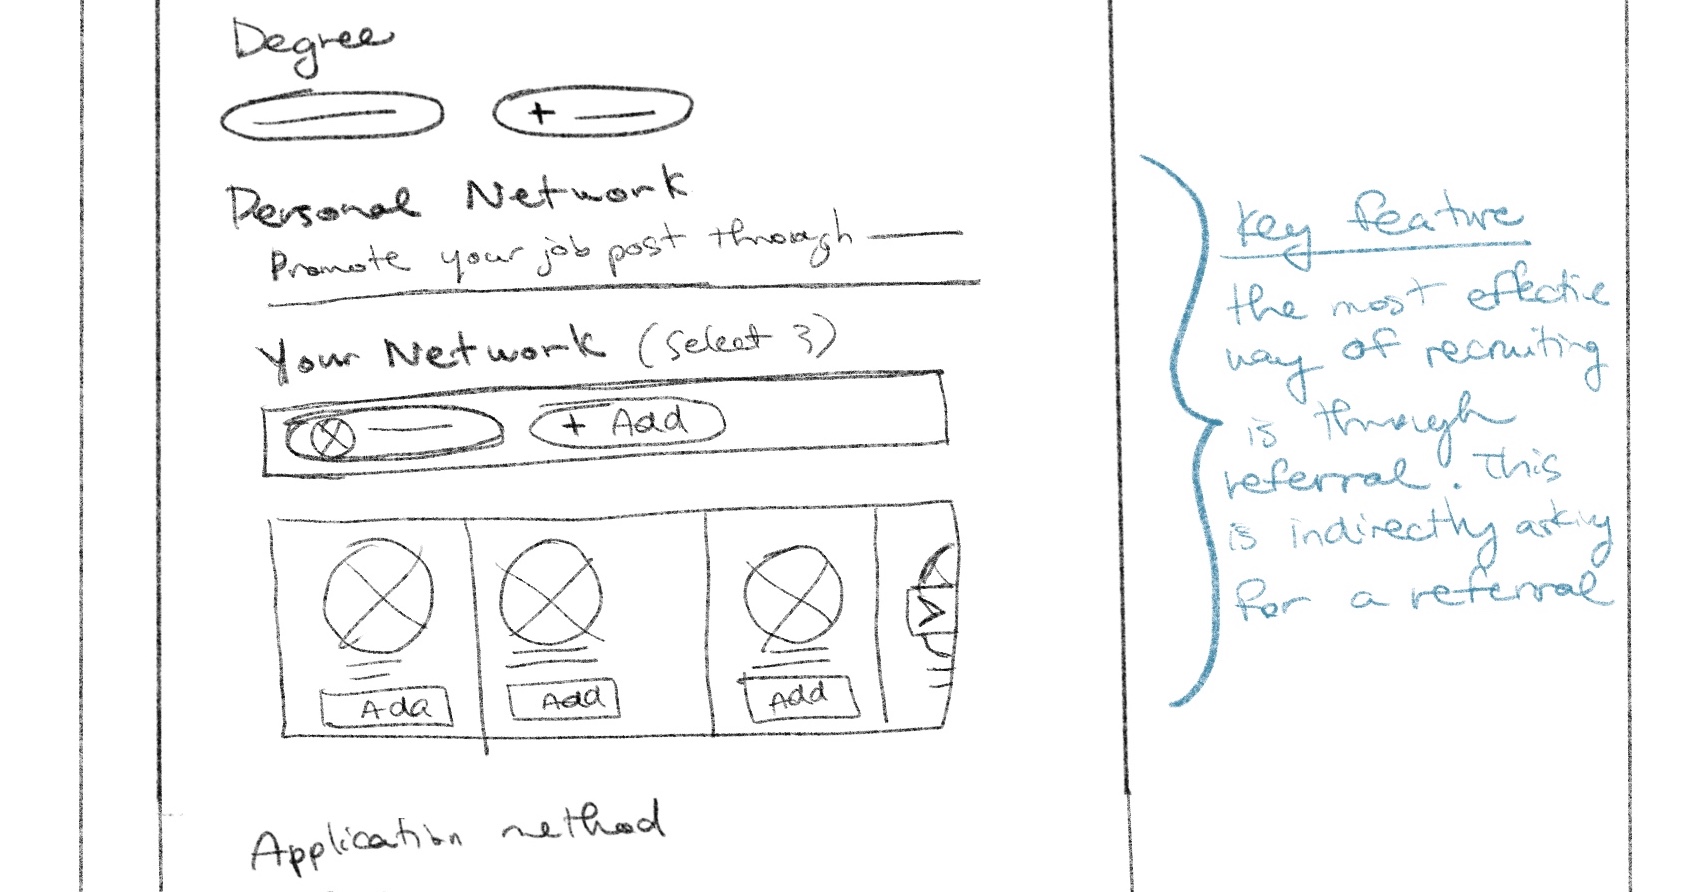 Degree
+
Personal Network
Promote your job post through
Your Network (select 3)
+ Add
Add
Add
Add
Application method
Key feature
the most effective
way of recruiting
is through
referral. This
is indirectly asking
for a referral